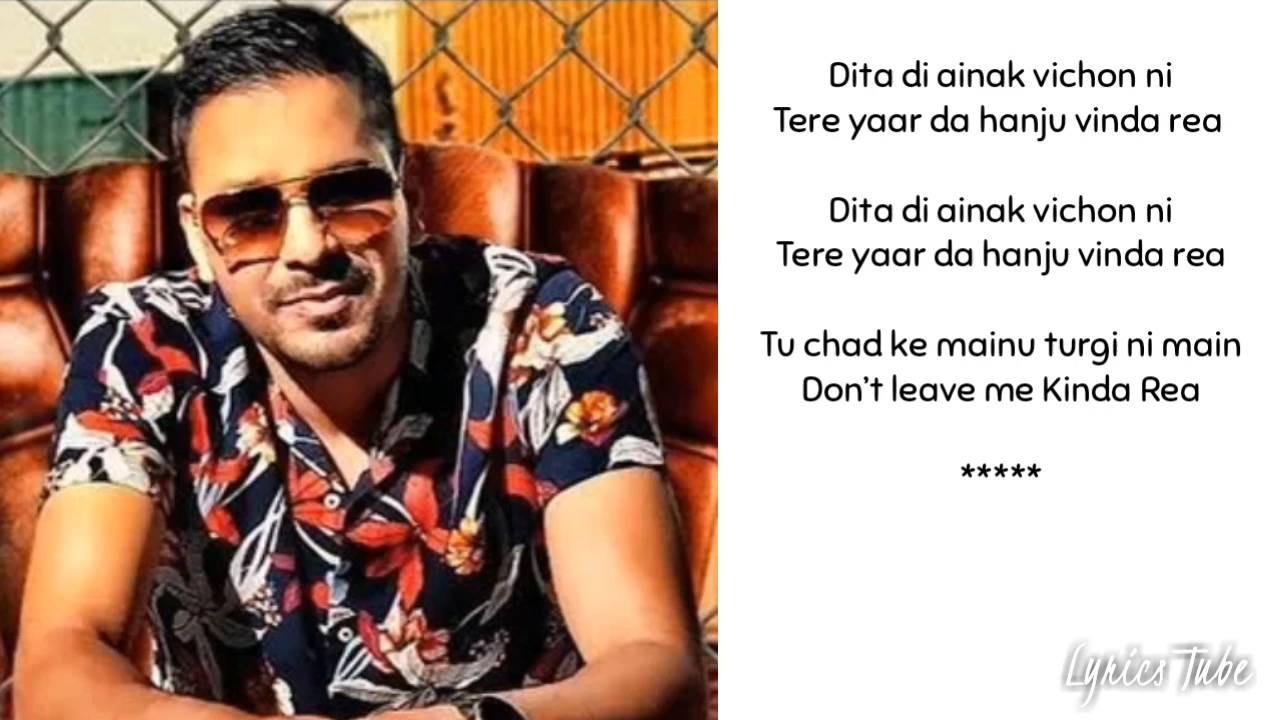 Dita di ainak vichon ni
Tere yaar da hanju vinda rea
Dita di ainak vichon ni
Tere yaar da hanju vinda rea
Tu chad ke mainu turgi ni main
Don't leave me Kinda Rea
*****
Lyrics Tube